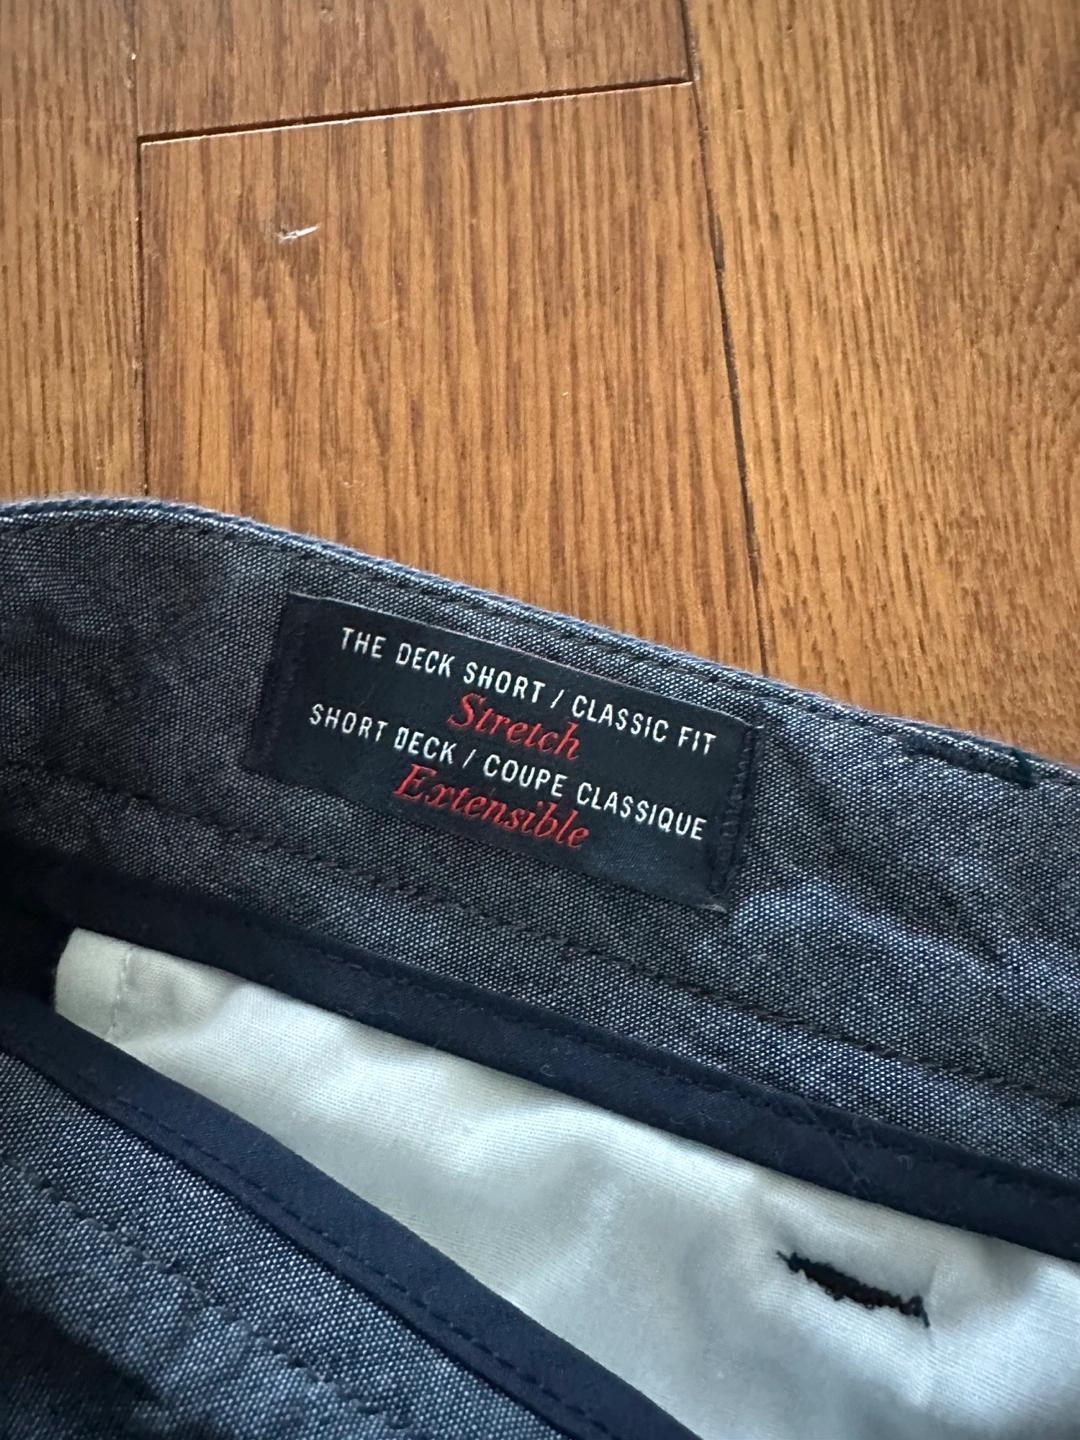 THE DECK SHORT / CLASSIC FIT
Stretch
SHORT DECK / COUPE CLASSIQUE
Extensible